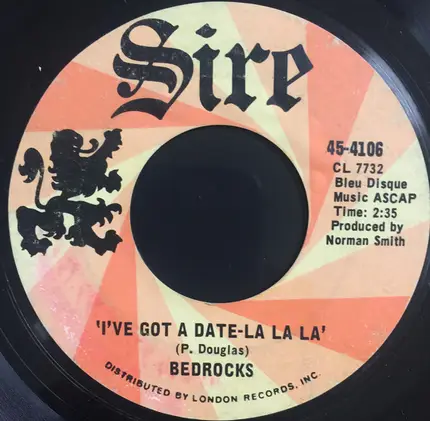 Sire
45-4106
CL 7732
Bleu Disque
Music ASCAP
Time: 2:35
Produced by
Norman Smith
'I'VE GOT A DATE-LA LA LA'
(P. Douglas)
BEDROCKS
DISTRIBUTED BY LONDON RECORDS, INC.